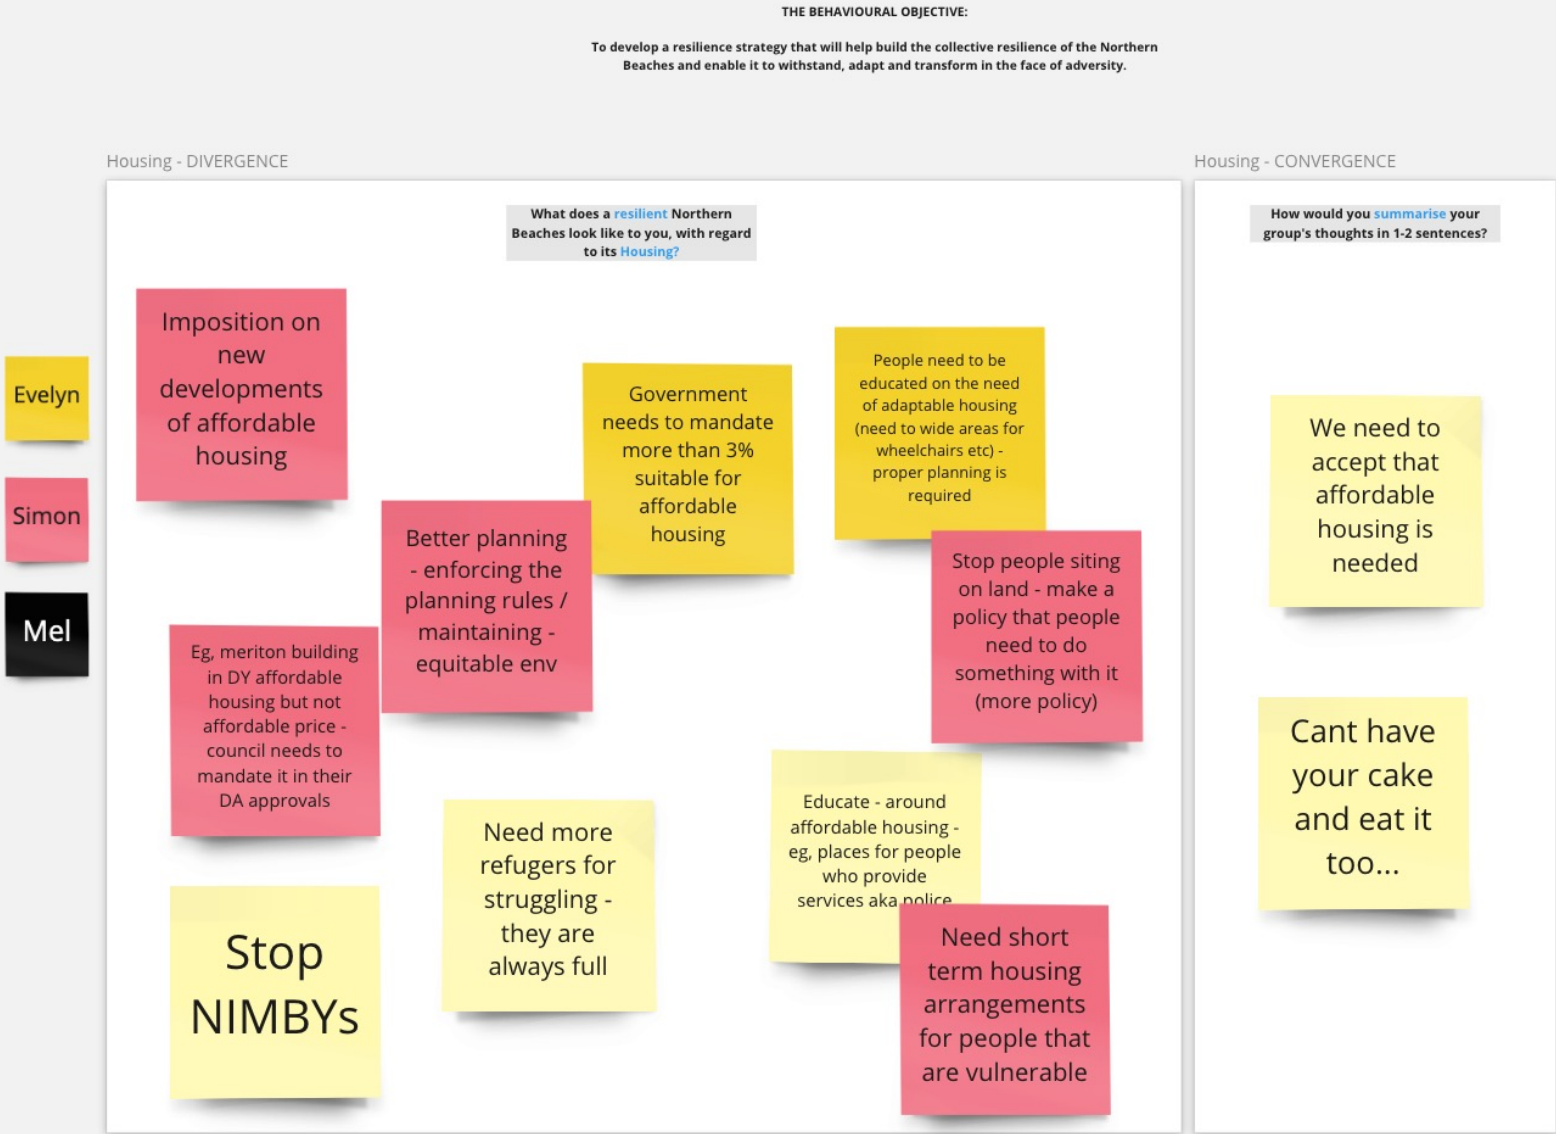 THE BEHAVIOURAL OBJECTIVE:
To develop a resilience strategy that will help build the collective resilience of the Northern
Beaches and enable it to withstand, adapt and transform in the face of adversity.
Housing - DIVERGENCE
What does a resilient Northern
Beaches look like to you, with regard
to its Housing?
Evelyn
Simon
Mel
Imposition on
new
developments
of affordable
housing
Better planning
- enforcing the
planning rules /
maintaining -
equitable env
Government
needs to mandate
more than 3%
suitable for
affordable
housing
People need to be
educated on the need
of adaptable housing
(need to wide areas for
wheelchairs etc) -
proper planning is
required
Stop people siting
on land - make a
policy that people
need to do
something with it
(more policy)
Eg, meriton building
in DY affordable
housing but not
affordable price -
council needs to
mandate it in their
DA approvals
Need more
refugers for
struggling -
they are
always full
Educate - around
affordable housing -
eg, places for people
who provide
services aka police
Stop
NIMBYs
Need short
term housing
arrangements
for people that
are vulnerable
Housing - CONVERGENCE
How would you summarise your
group's thoughts in 1-2 sentences?
We need to
accept that
affordable
housing is
needed
Cant have
your cake
and eat it
too...